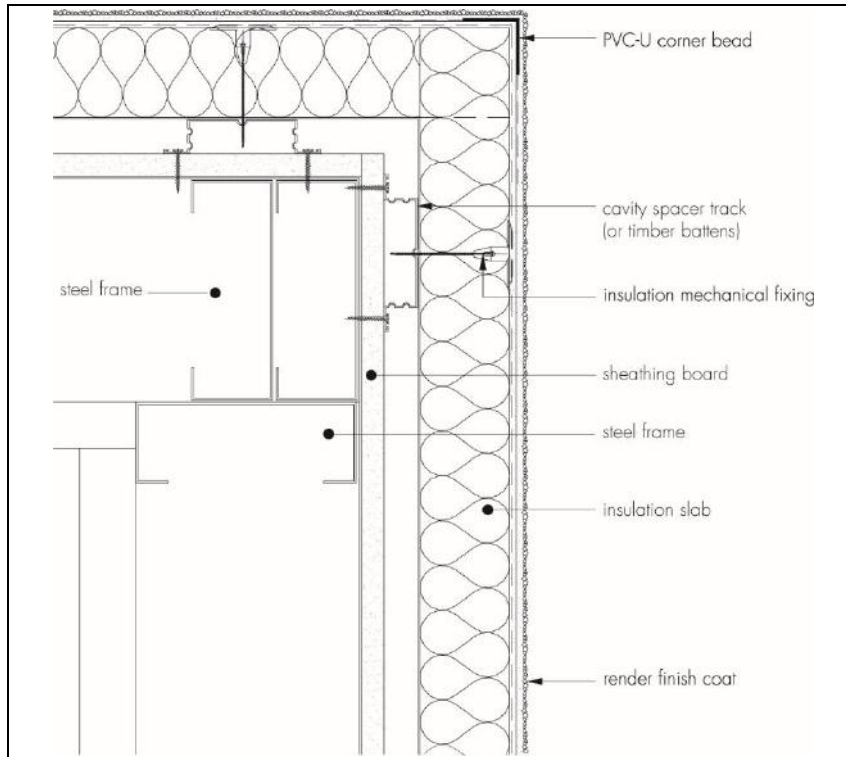 PVC-U corner bead
cavity spacer track
(or timber battens)
steel frame
insulation mechanical fixing
sheathing board
steel frame
insulation slab
render finish coat